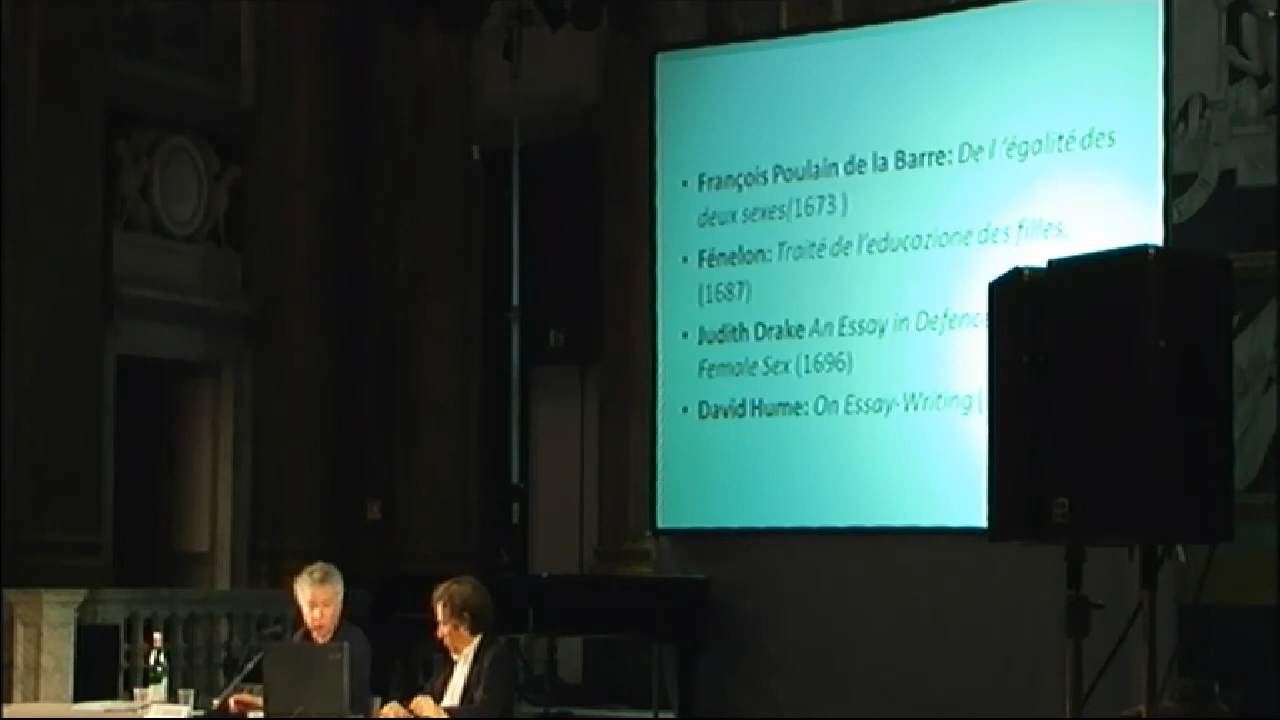 • François Poulain de la Barre: De l 'égalité des
deux sexes(1673 )
• Fénelon: Traité de l'educazione des filles,
(1687)
• Judith Drake An Essay in Defenc
Female Sex (1696)
• David Hume: On Essay-Writing (